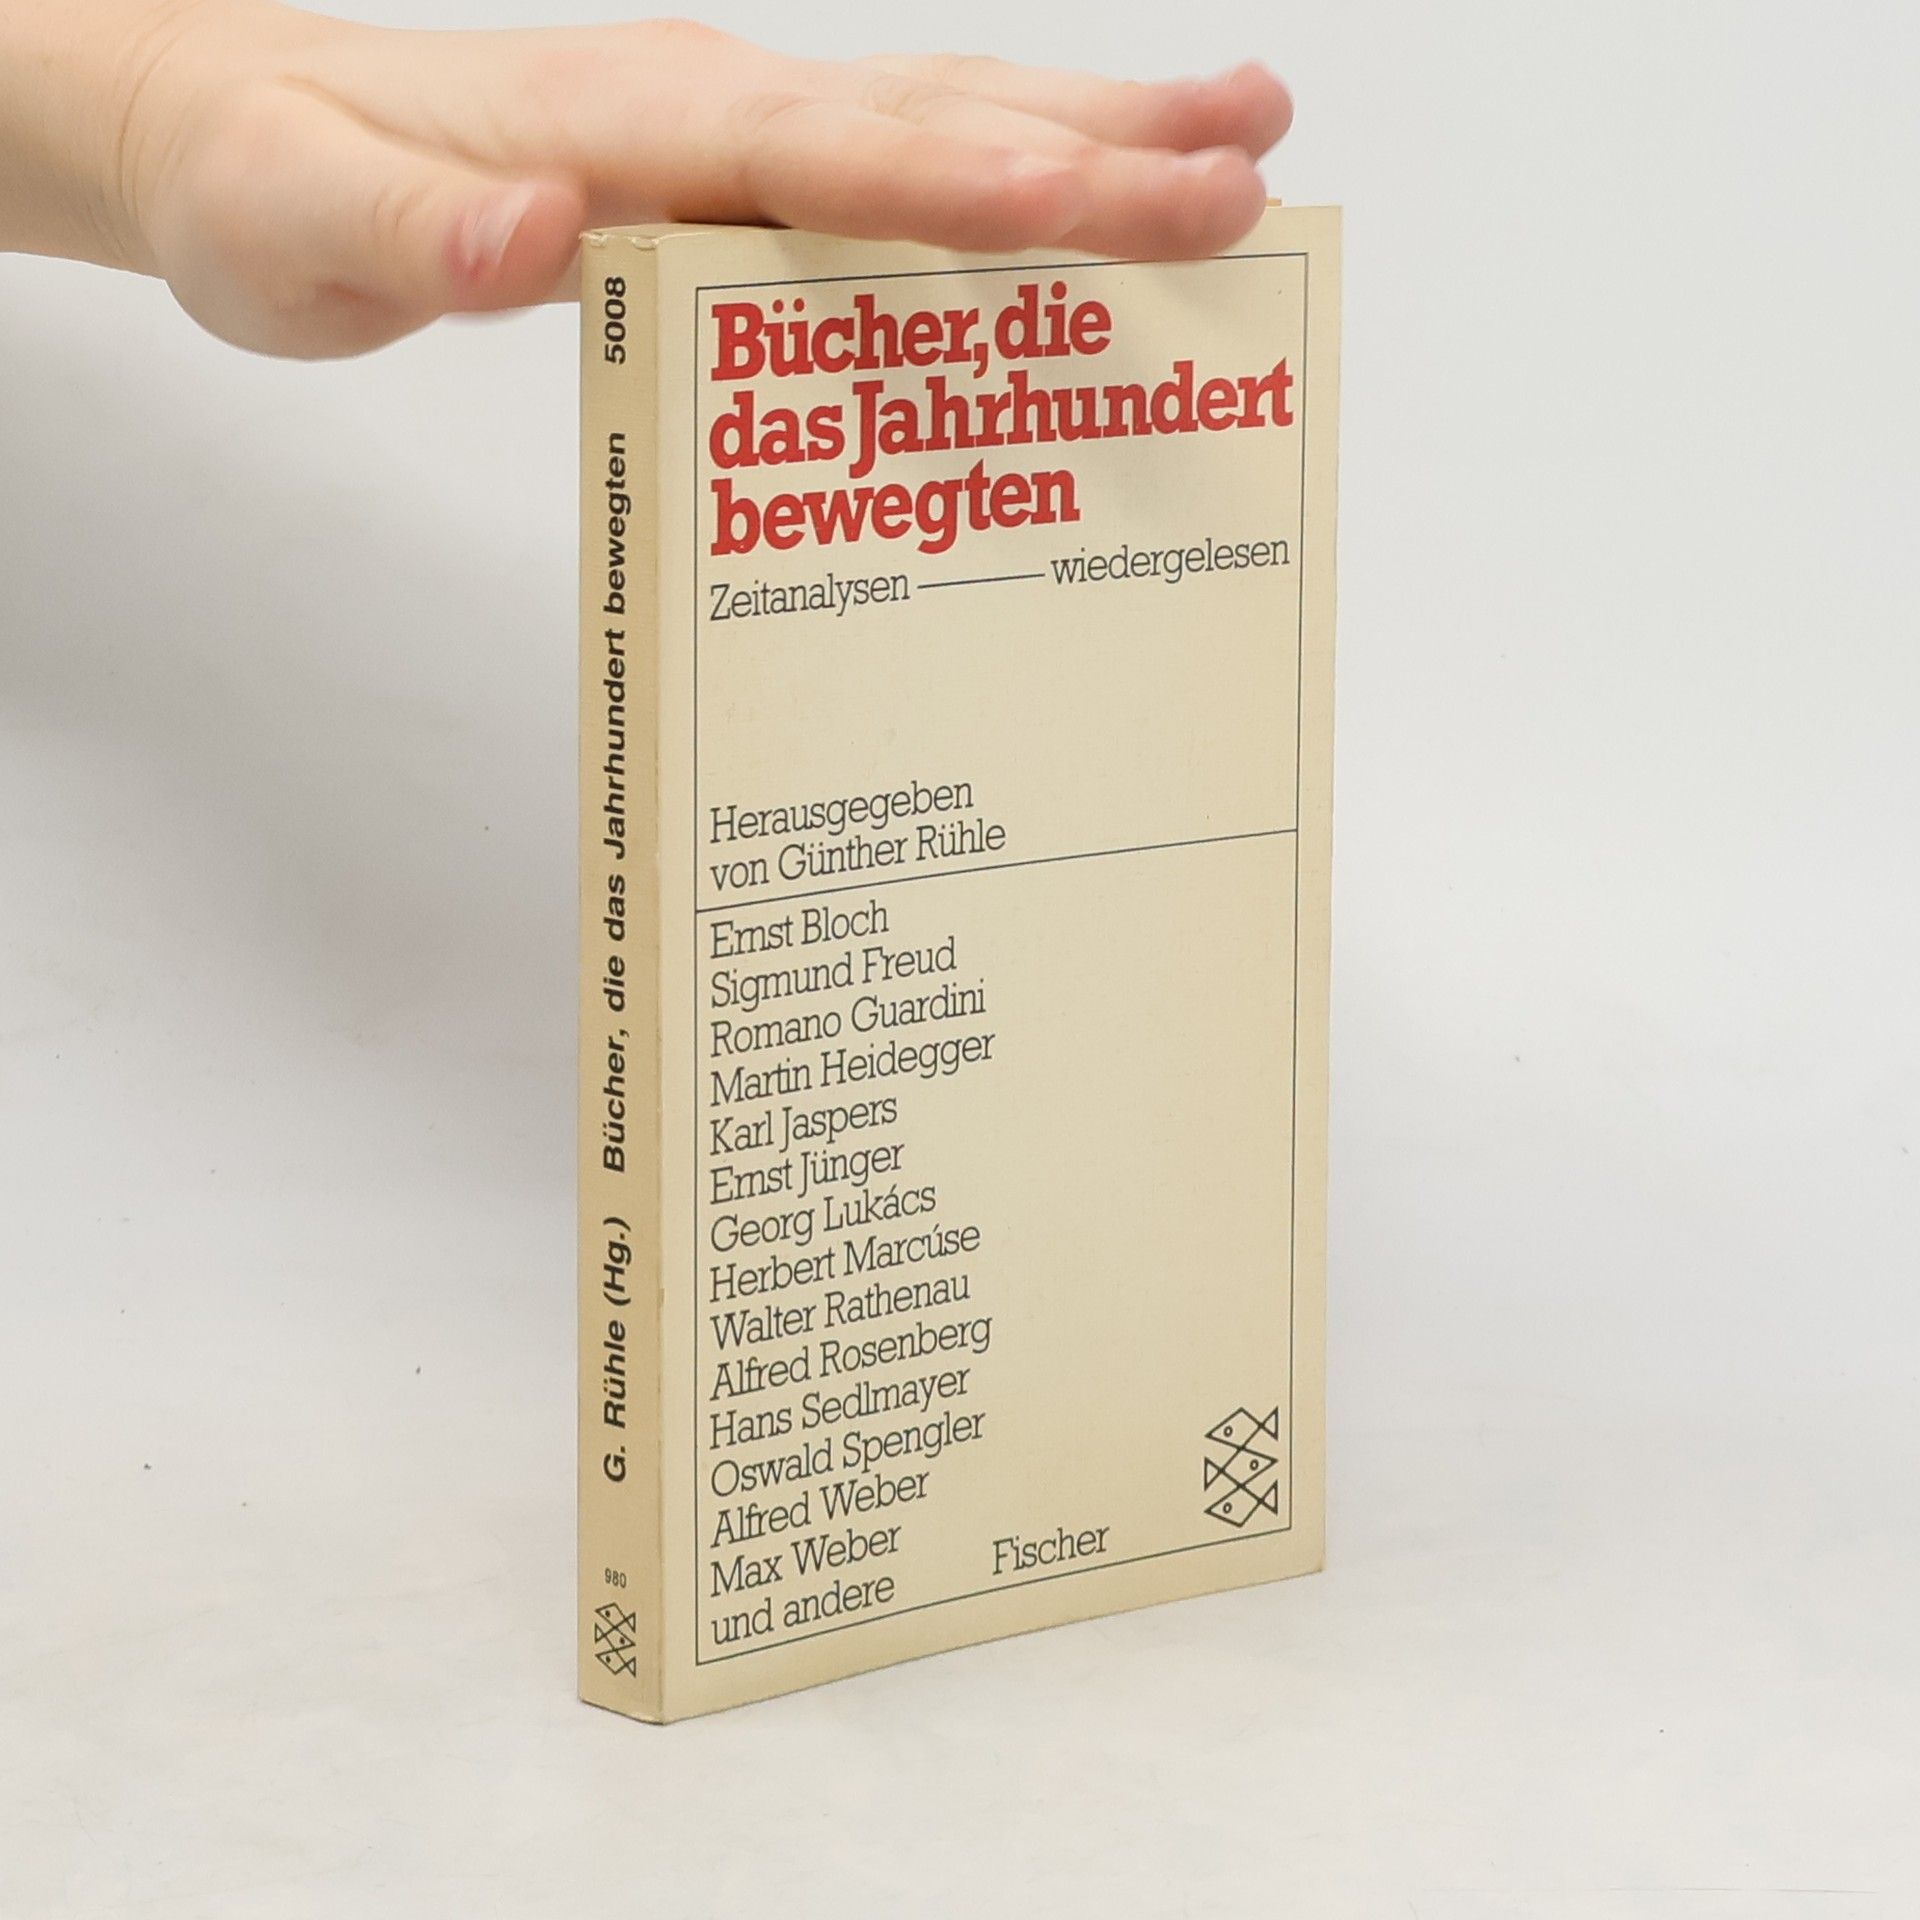 G. Rühle (Hg.) Bücher, die das Jahrhundert bewegten 5008
980
Bücher, die
das Jahrhundert
bewegten
Zeitanalysen — wiedergelesen
Herausgegeben
von Günther Rühle
Ernst Bloch
Sigmund Freud
Romano Guardini
Martin Heidegger
Karl Jaspers
Ernst Jünger
Georg Lukács
Herbert Marcúse
Walter Rathenau
Alfred Rosenberg
Hans Sedlmayer
Oswald Spengler
Alfred Weber
Max Weber
und andere
Fischer